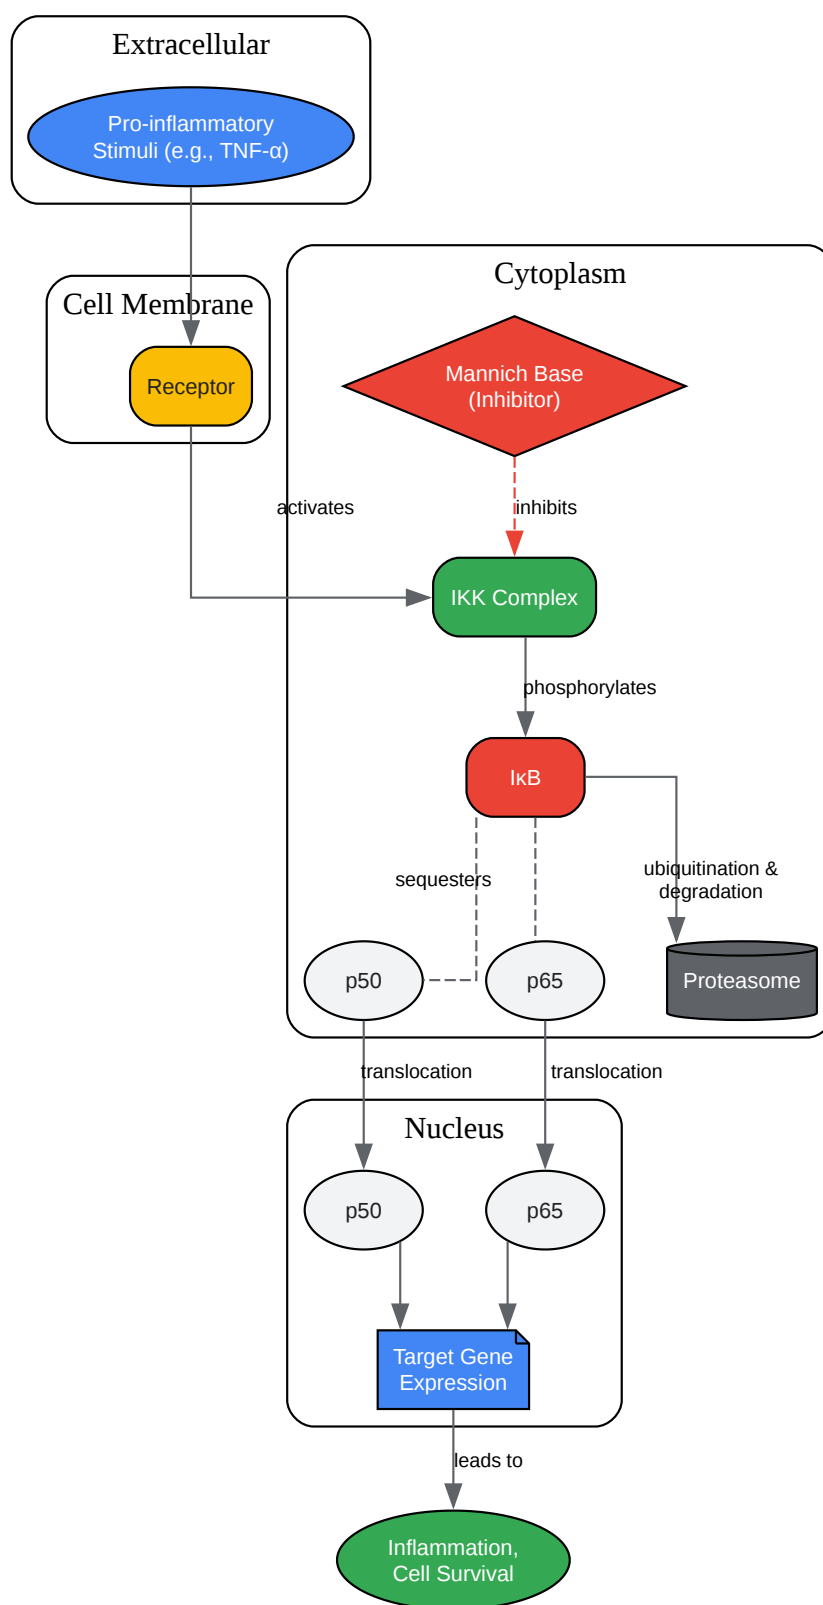 Extracellular
Pro-inflammatory
Stimuli (e.g., TNF-α)
Cell Membrane
Receptor
Cytoplasm
Mannich Base
(Inhibitor)
activates
inhibits
IKK Complex
phosphorylates
IκB
sequesters
ubiquitination &
degradation
p50
p65
Proteasome
translocation
translocation
Nucleus
p50
p65
Target Gene
Expression
leads to
Inflammation,
Cell Survival